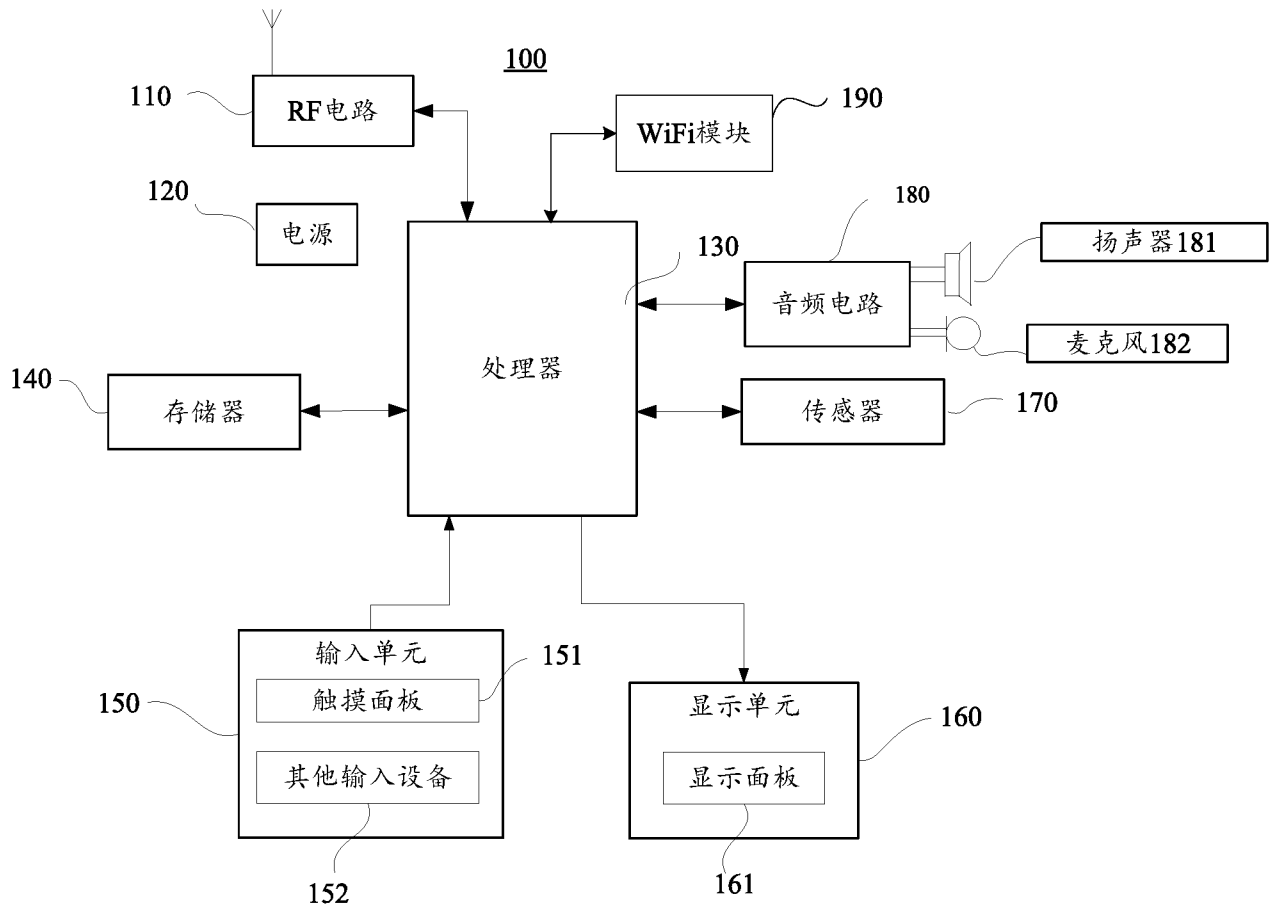 100
110
RF电路
190
WiFi模块
120
电源
180
130
扬声器181
音频电路
麦克风182
处理器
140
存储器
传感器
170
输入单元
151
150
触摸面板
其他输入设备
152
显示单元
160
显示面板
161